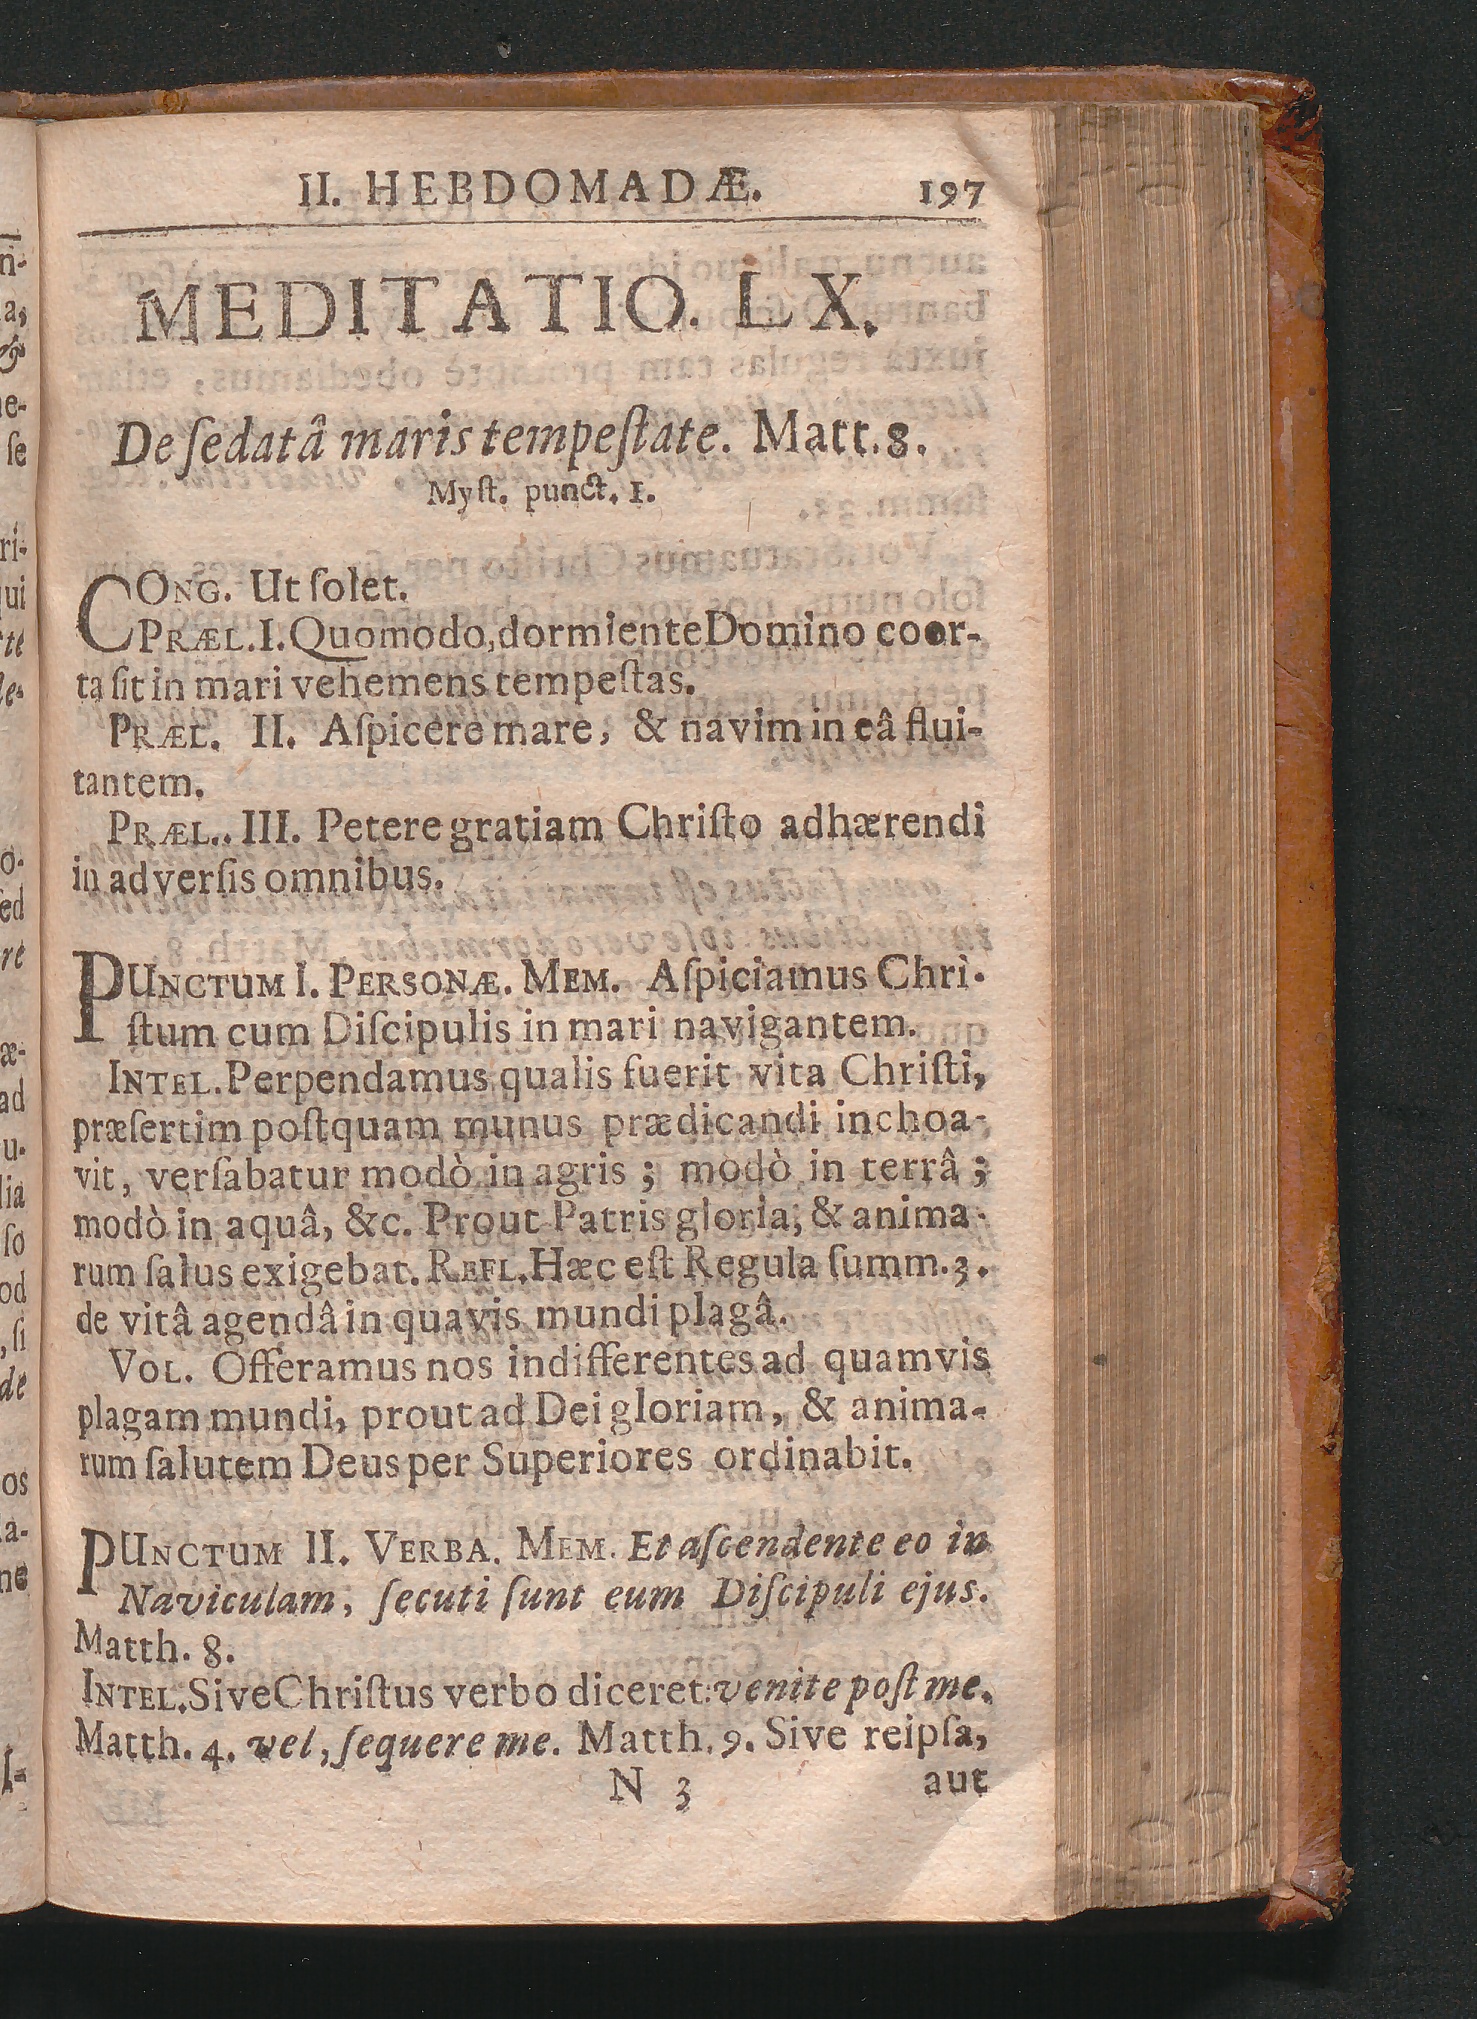 II. HEBDOMADÆ. 197
MEDITATIO. LX.
De ſedatâ maris tempeſtate. Matt. 8.
Myſt. punct. 1.
CONG. Ut ſolet.
PRÆL. I. Quomodo, dormiente Domino coor-
ta ſit in mari vehemens tempeſtas.
PRÆL. II. Aſpicere mare, & navim in eâ flui-
tantem.
PRÆL.. III. Petere gratiam Chriſto adhærendi
in adverſis omnibus.
PUNCTUM I. PERSONÆ. MEM. Aſpiciamus Chri-
ſtum cum Diſcipulis in mari navigantem.
INTEL. Perpendamus qualis fuerit vita Chriſti,
præſertim poſtquam munus prædicandi inchoa-
vit, verſabatur modò in agris; modò in terrâ;
modò in aquâ, &c. Prout Patris gloria; & anima-
rum ſalus exigebat. REFL. Hæc eſt Regula ſumm. 3.
de vitâ agendâ in quavis mundi plagâ.
VOL. Offeramus nos indifferentes ad quamvis
plagam mundi, prout ad Dei gloriam, & anima-
rum ſalutem Deus per Superiores ordinabit.
PUNCTUM II. VERBA. MEM. Et aſcendente eo in
Naviculam, ſecuti ſunt eum Diſcipuli ejus.
Matth. 8.
INTEL. Sive Chriſtus verbo diceret: venite poſt me.
Matth. 4. vel, ſequere me. Matth. 9. Sive reipſa,
N 3 aut